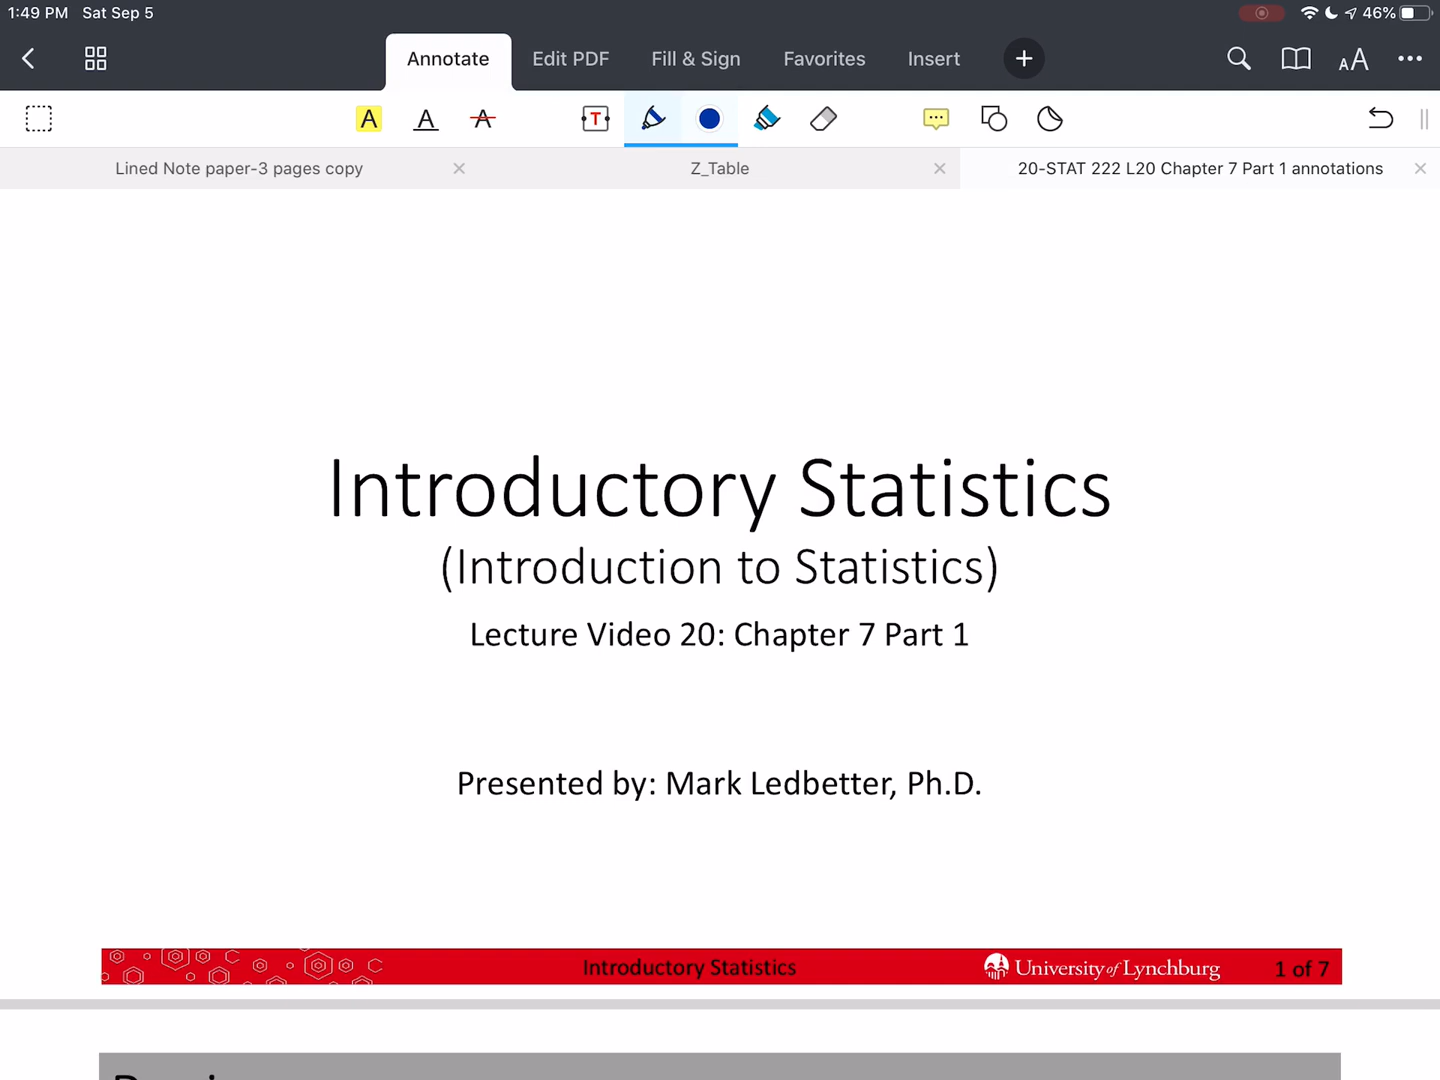 1:49 PM Sat Sep 5
46%
Annotate Edit PDF Fill & Sign Favorites Insert
AA
A A A T
Lined Note paper-3 pages copy
Z_Table
20-STAT 222 L20 Chapter 7 Part 1 annotations
Introductory Statistics
(Introduction to Statistics)
Lecture Video 20: Chapter 7 Part 1
Presented by: Mark Ledbetter, Ph.D.
Introductory Statistics
University of Lynchburg
1 of 7